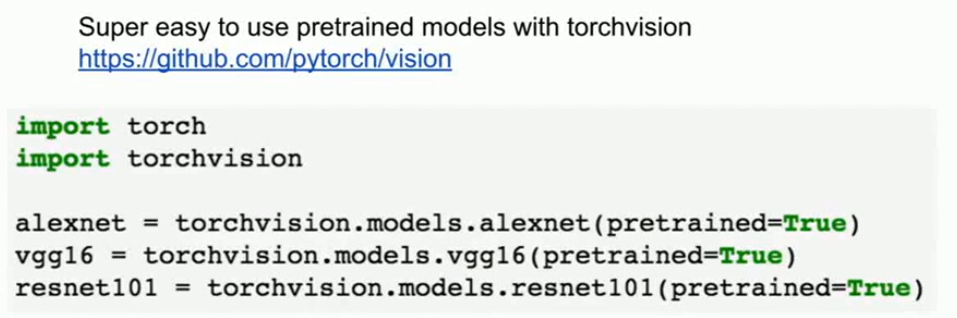 Super easy to use pretrained models with torchvision
https://github.com/pytorch/vision
import torch
import torchvision
alexnet = torchvision.models.alexnet(pretrained=True)
vgg16 = torchvision.models.vgg16(pretrained=True)
resnet101 = torchvision.models.resnet101(pretrained=True)